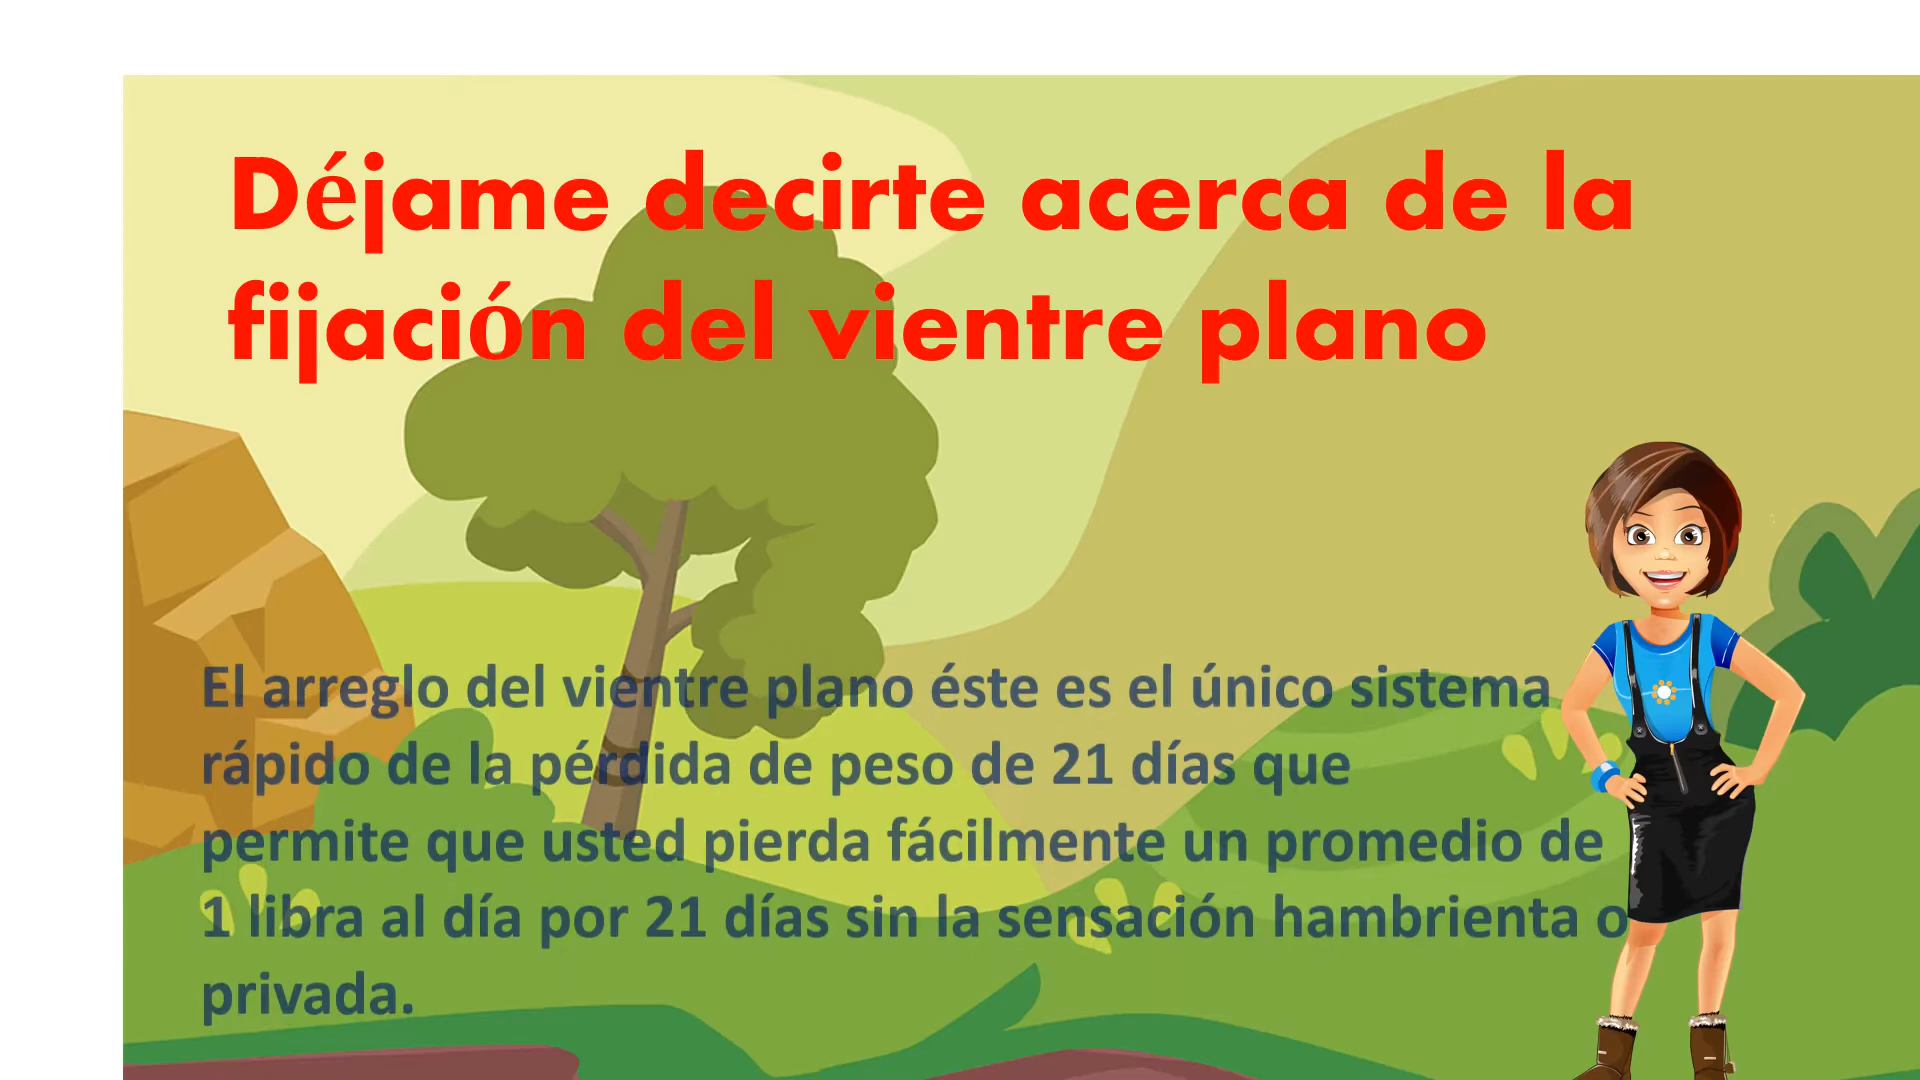 Déjame decirte acerca de la
fijación del vientre plano
El arreglo del vientre plano éste es el único sistema
rápido de la pérdida de peso de 21 días que
permite que usted pierda fácilmente un promedio de
1 libra al día por 21 días sin la sensación hambrienta o
privada.